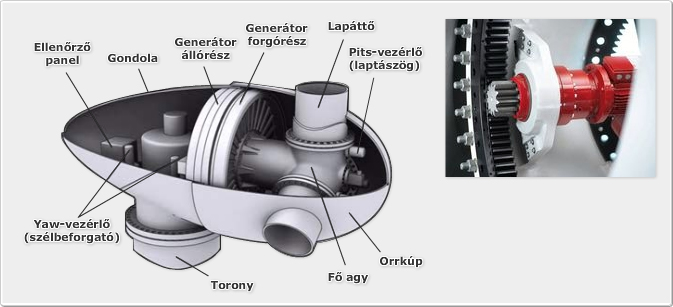 Ellenőrző
panel
Gondola
Generátor
állórész
Generátor
forgórész
Lapáttő
Pits-vezérlő
(laptászög)
Yaw-vezérlő
(szélbeforgató)
Torony
Fő agy
Orrkúp